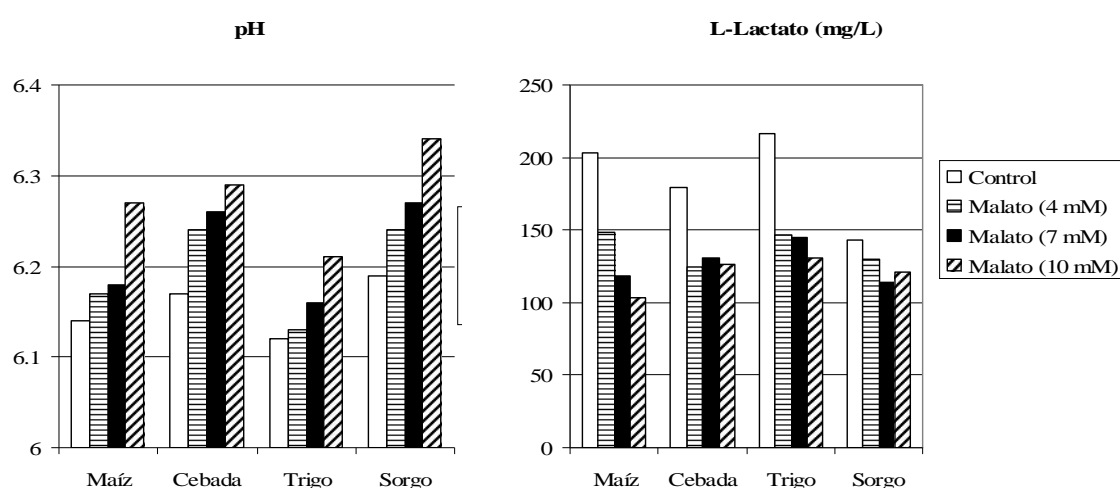 pH
6.4
6.3
6.2
6.1
6
Maíz Cebada Trigo Sorgo
L-Lactato (mg/L)
250
200
150
100
50
0
Maíz Cebada Trigo Sorgo
Control
Malato (4 mM)
Malato (7 mM)
Malato (10 mM)